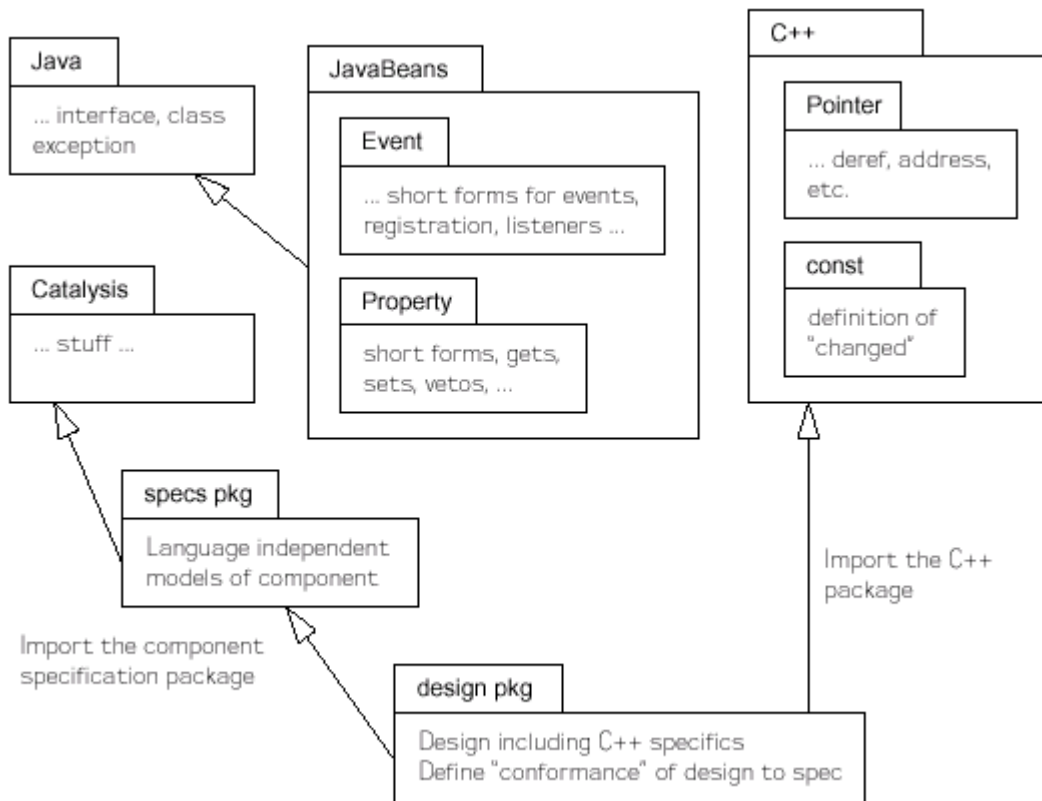 Java
... interface, class
exception
JavaBeans
Event
... short forms for events,
registration, listeners ...
Property
short forms, gets,
sets, vetos, ...
C++
Pointer
... deref, address,
etc.
const
definition of
"changed"
Catalysis
... stuff ...
specs pkg
Language independent
models of component
Import the C++
package
Import the component
specification package
design pkg
Design including C++ specifics
Define "conformance" of design to spec